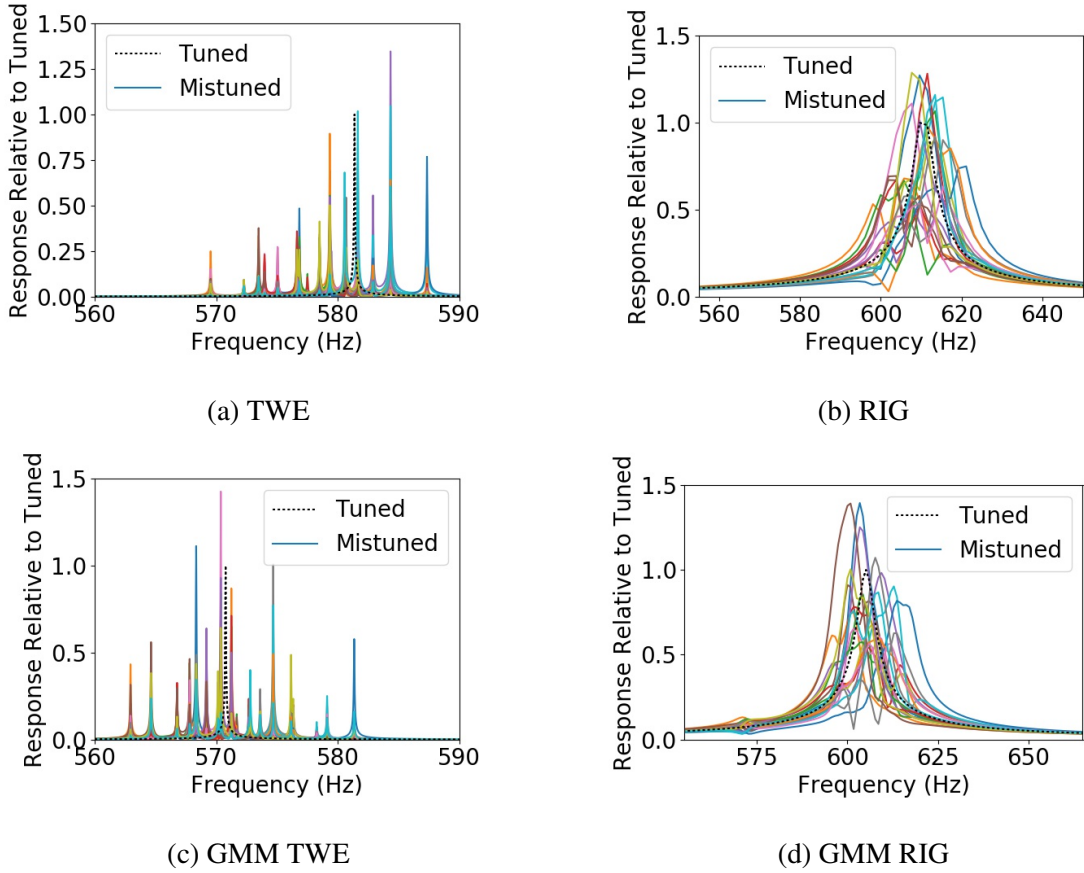 Response Relative to Tuned
1.50
1.25
1.00
0.75
0.50
0.25
0.00
Tuned
Mistuned
560
570
580
590
Frequency (Hz)
(a) TWE
Response Relative to Tuned
1.5
1.0
0.5
0.0
Tuned
Mistuned
560
580
600
620
640
Frequency (Hz)
(b) RIG
Response Relative to Tuned
1.5
1.0
0.5
0.0
Tuned
Mistuned
560
570
580
590
Frequency (Hz)
(c) GMM TWE
Response Relative to Tuned
1.5
1.0
0.5
0.0
Tuned
Mistuned
575
600
625
650
Frequency (Hz)
(d) GMM RIG